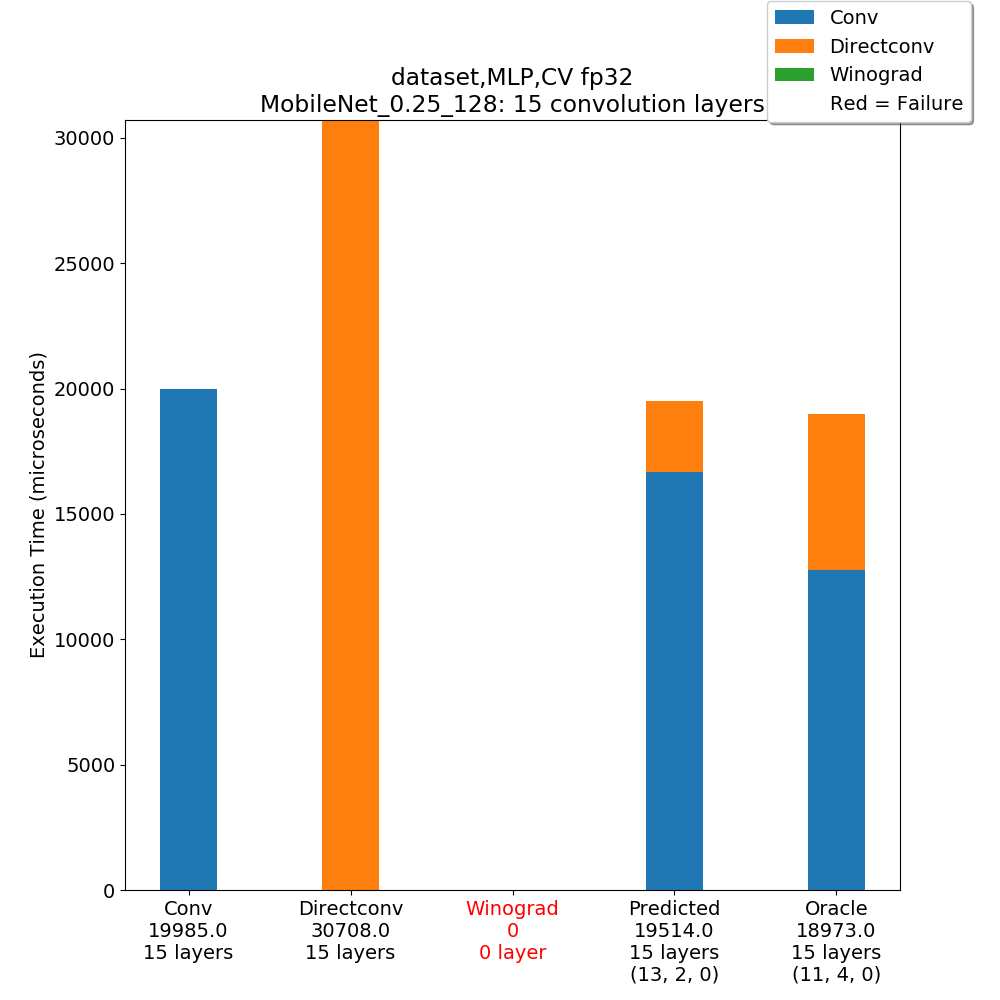 Conv
Directconv
Winograd
Red = Failure
dataset,MLP,CV fp32
MobileNet_0.25_128: 15 convolution layers
Execution Time (microseconds)
30000
25000
20000
15000
10000
5000
0
Conv
19985.0
15 layers
Directconv
30708.0
15 layers
Winograd
0
0 layer
Predicted
19514.0
15 layers
(13, 2, 0)
Oracle
18973.0
15 layers
(11, 4, 0)